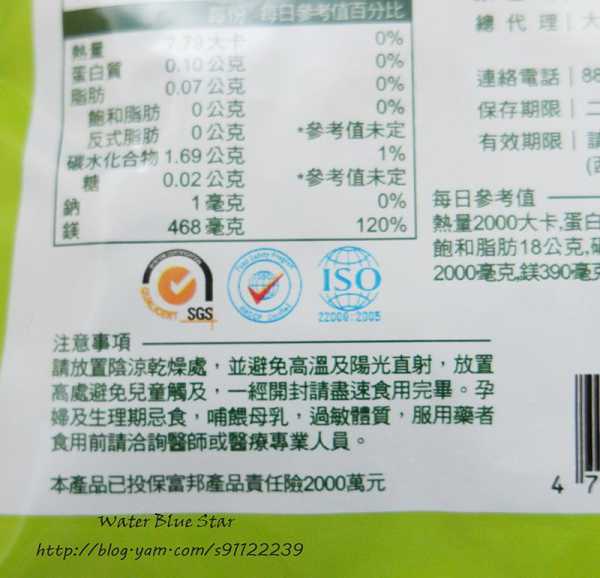 每份 每日參考值百分比
熱量 7.79 大卡 0%
蛋白質 0.10 公克 0%
脂肪 0.07 公克 0%
飽和脂肪 0 公克 0%
反式脂肪 0 公克 *參考值未定
碳水化合物 1.69 公克 1%
糖 0.02 公克 *參考值未定
鈉 1 毫克 0%
鎂 468 毫克 120%
總代理｜大
連絡電話｜88
保存期限｜二
有效期限｜請
(西
每日參考值
熱量2000大卡,蛋白
飽和脂肪18公克,碳
2000毫克,鎂390毫克
SGS
ISO
22000:2005
注意事項
請放置陰涼乾燥處，並避免高溫及陽光直射，放置
高處避免兒童觸及，一經開封請盡速食用完畢。孕
婦及生理期忌食，哺餵母乳，過敏體質，服用藥者
食用前請洽詢醫師或醫療專業人員。
本產品已投保富邦產品責任險2000萬元
4 7
Water Blue Star
http://blog.yam.com/s91122239